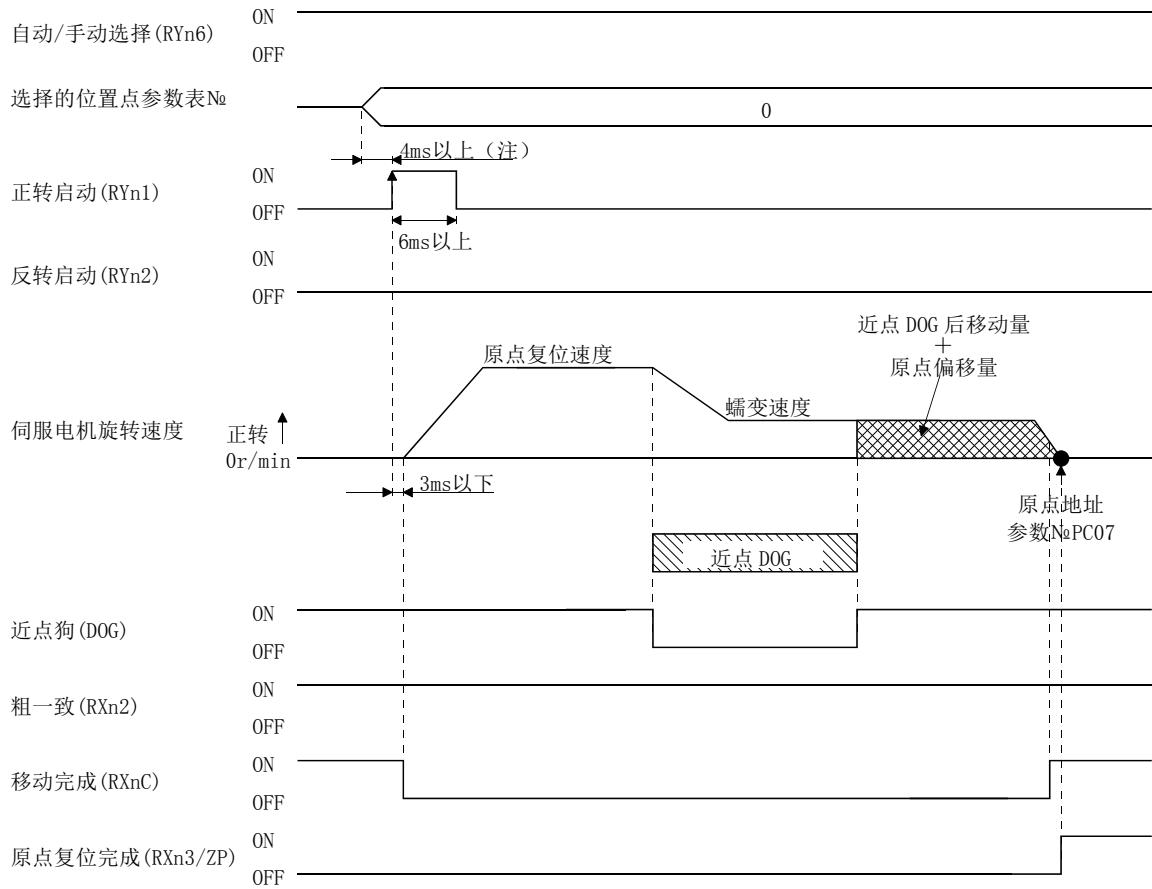 自动/手动选择(RYn6)
ON
OFF
选择的位置点参数表№
0
4ms以上（注）
正转启动(RYn1)
ON
OFF
6ms以上
反转启动(RYn2)
ON
OFF
近点 DOG 后移动量
＋
原点偏移量
原点复位速度
蠕变速度
伺服电机旋转速度
正转
0r/min
3ms以下
原点地址
参数№PC07
近点 DOG
近点狗(DOG)
ON
OFF
粗一致(RXn2)
ON
OFF
移动完成(RXnC)
ON
OFF
原点复位完成(RXn3/ZP)
ON
OFF